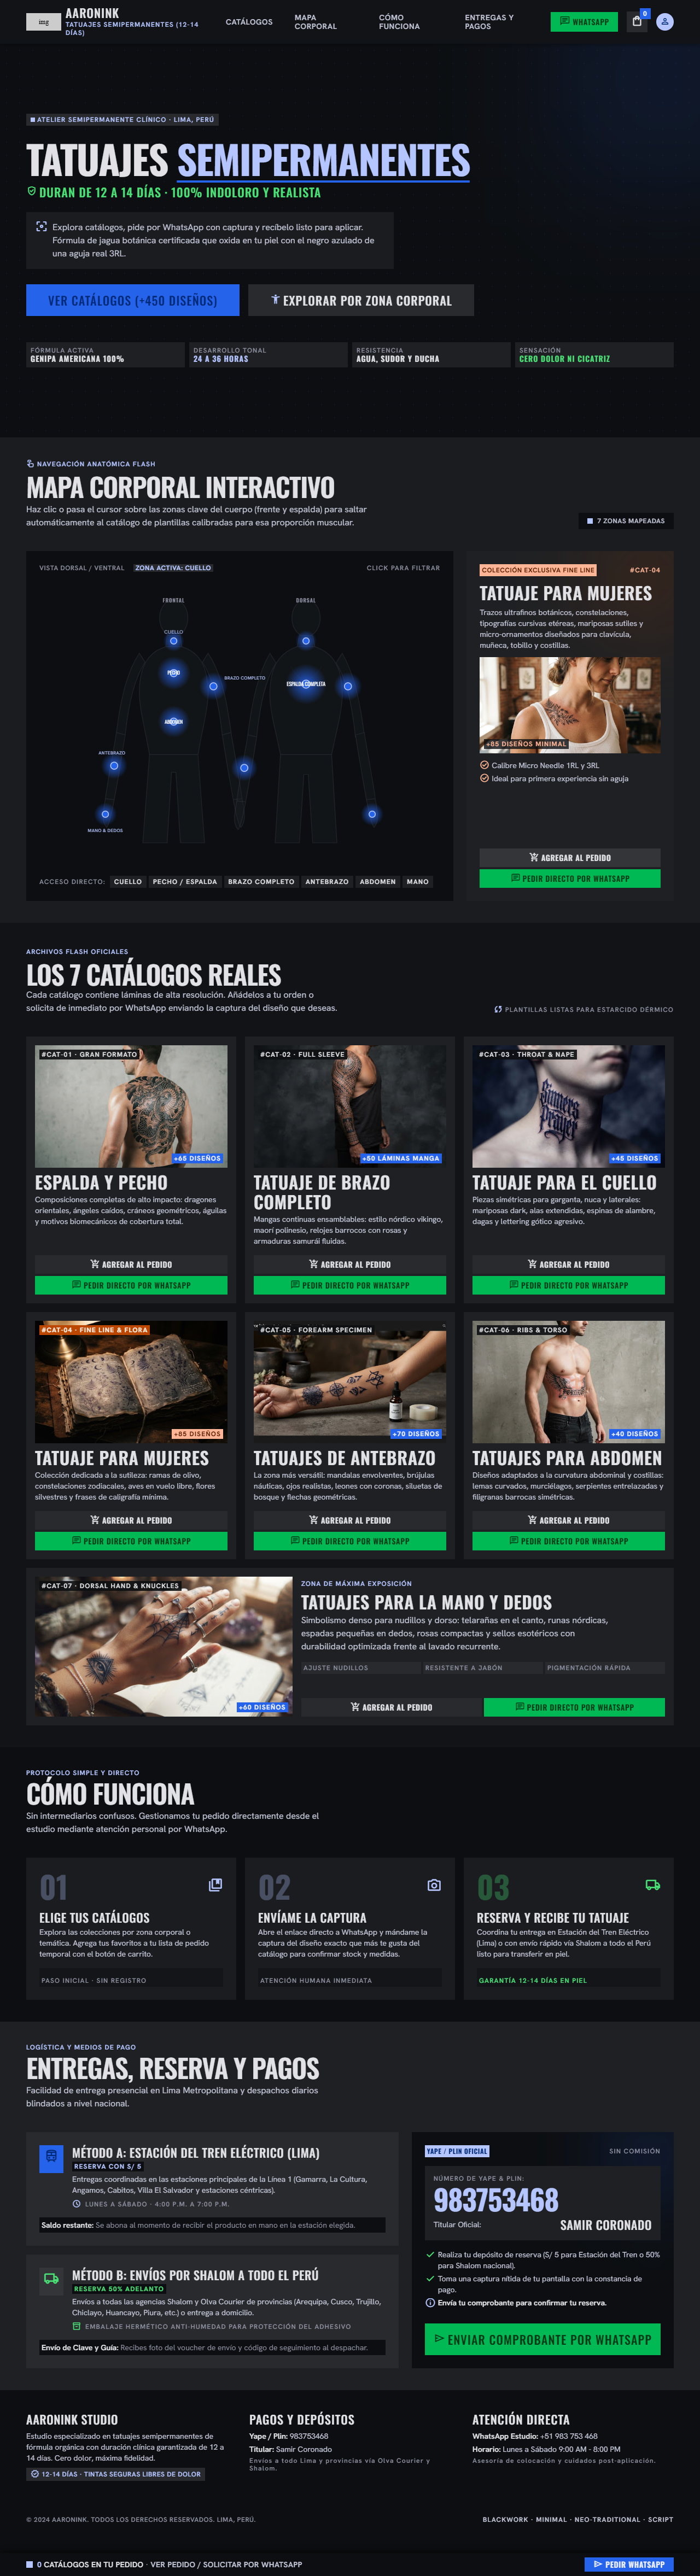 img
AARONINK
TATUAJES SEMIPERMANENTES (12-14
DÍAS)
CATÁLOGOS
MAPA
CORPORAL
CÓMO
FUNCIONA
ENTREGAS Y
PAGOS
WHATSAPP
0
ATELIER SEMIPERMANENTE CLÍNICO · LIMA, PERÚ
TATUAJES SEMIPERMANENTES
DURAN DE 12 A 14 DÍAS · 100% INDOLORO Y REALISTA
Explora catálogos, pide por WhatsApp con captura y recíbelo listo para aplicar.
Fórmula de jagua botánica certificada que oxida en tu piel con el negro azulado de
una aguja real 3RL.
VER CATÁLOGOS (+450 DISEÑOS)
EXPLORAR POR ZONA CORPORAL
FÓRMULA ACTIVA
GENIPA AMERICANA 100%
DESARROLLO TONAL
24 A 36 HORAS
RESISTENCIA
AGUA, SUDOR Y DUCHA
SENSACIÓN
CERO DOLOR NI CICATRIZ
NAVEGACIÓN ANATÓMICA FLASH
MAPA CORPORAL INTERACTIVO
Haz clic o pasa el cursor sobre las zonas clave del cuerpo (frente y espalda) para saltar
automáticamente al catálogo de plantillas calibradas para esa proporción muscular.
7 ZONAS MAPEADAS
VISTA DORSAL / VENTRAL
ZONA ACTIVA: CUELLO
CLICK PARA FILTRAR
FRONTAL
DORSAL
CUELLO
PECHO
BRAZO COMPLETO
ESPALDA COMPLETA
ABDOMEN
ANTEBRAZO
MANO & DEDOS
ACCESO DIRECTO:
CUELLO
PECHO / ESPALDA
BRAZO COMPLETO
ANTEBRAZO
ABDOMEN
MANO
COLECCIÓN EXCLUSIVA FINE LINE
#CAT-04
TATUAJE PARA MUJERES
Trazos ultrafinos botánicos, constelaciones,
tipografías cursivas etéreas, mariposas sutiles y
micro-ornamentos diseñados para clavícula,
muñeca, tobillo y costillas.
+85 DISEÑOS MINIMAL
Calibre Micro Needle 1RL y 3RL
Ideal para primera experiencia sin aguja
AGREGAR AL PEDIDO
PEDIR DIRECTO POR WHATSAPP
ARCHIVOS FLASH OFICIALES
LOS 7 CATÁLOGOS REALES
Cada catálogo contiene láminas de alta resolución. Añádelos a tu orden o
solicita de inmediato por WhatsApp enviando la captura del diseño que deseas.
PLANTILLAS LISTAS PARA ESTARCIDO DÉRMICO
#CAT-01 · GRAN FORMATO
+65 DISEÑOS
ESPALDA Y PECHO
Composiciones completas de alto impacto: dragones
orientales, ángeles caídos, cráneos geométricos, águilas
y motivos biomecánicos de cobertura total.
AGREGAR AL PEDIDO
PEDIR DIRECTO POR WHATSAPP
#CAT-02 · FULL SLEEVE
+50 LÁMINAS MANGA
TATUAJE DE BRAZO
COMPLETO
Mangas continuas ensamblables: estilo nórdico vikingo,
maorí polinesio, relojes barrocos con rosas y
armaduras samurái fluidas.
AGREGAR AL PEDIDO
PEDIR DIRECTO POR WHATSAPP
#CAT-03 · THROAT & NAPE
+45 DISEÑOS
TATUAJE PARA EL CUELLO
Piezas simétricas para garganta, nuca y laterales:
mariposas dark, alas extendidas, espinas de alambre,
dagas y lettering gótico agresivo.
AGREGAR AL PEDIDO
PEDIR DIRECTO POR WHATSAPP
#CAT-04 · FINE LINE & FLORA
+85 DISEÑOS
TATUAJE PARA MUJERES
Colección dedicada a la sutileza: ramas de olivo,
constelaciones zodiacales, aves en vuelo libre, flores
silvestres y frases de caligrafía mínima.
AGREGAR AL PEDIDO
PEDIR DIRECTO POR WHATSAPP
#CAT-05 · FOREARM SPECIMEN
+70 DISEÑOS
TATUAJES DE ANTEBRAZO
La zona más versátil: mandalas envolventes, brújulas
náuticas, ojos realistas, leones con coronas, siluetas de
bosque y flechas geométricas.
AGREGAR AL PEDIDO
PEDIR DIRECTO POR WHATSAPP
#CAT-06 · RIBS & TORSO
+40 DISEÑOS
TATUAJES PARA ABDOMEN
Diseños adaptados a la curvatura abdominal y costillas:
lemas curvados, murciélagos, serpientes entrelazadas y
filigranas barrocas simétricas.
AGREGAR AL PEDIDO
PEDIR DIRECTO POR WHATSAPP
#CAT-07 · DORSAL HAND & KNUCKLES
+60 DISEÑOS
ZONA DE MÁXIMA EXPOSICIÓN
TATUAJES PARA LA MANO Y DEDOS
Simbolismo denso para nudillos y dorso: telarañas en el canto, runas nórdicas,
espadas pequeñas en dedos, rosas compactas y sellos esotéricos con
durabilidad optimizada frente al lavado recurrente.
AJUSTE NUDILLOS
RESISTENTE A JABÓN
PIGMENTACIÓN RÁPIDA
AGREGAR AL PEDIDO
PEDIR DIRECTO POR WHATSAPP
PROTOCOLO SIMPLE Y DIRECTO
CÓMO FUNCIONA
Sin intermediarios confusos. Gestionamos tu pedido directamente desde el
estudio mediante atención personal por WhatsApp.
01
ELIGE TUS CATÁLOGOS
Explora las colecciones por zona corporal o
temática. Agrega tus favoritos a tu lista de pedido
temporal con el botón de carrito.
PASO INICIAL · SIN REGISTRO
02
ENVÍAME LA CAPTURA
Abre el enlace directo a WhatsApp y mándame la
captura del diseño exacto que más te gusta del
catálogo para confirmar stock y medidas.
ATENCIÓN HUMANA INMEDIATA
03
RESERVA Y RECIBE TU TATUAJE
Coordina tu entrega en Estación del Tren Eléctrico
(Lima) o con envío rápido vía Shalom a todo el Perú
listo para transferir en piel.
GARANTÍA 12-14 DÍAS EN PIEL
LOGÍSTICA Y MEDIOS DE PAGO
ENTREGAS, RESERVA Y PAGOS
Facilidad de entrega presencial en Lima Metropolitana y despachos diarios
blindados a nivel nacional.
MÉTODO A: ESTACIÓN DEL TREN ELÉCTRICO (LIMA)
RESERVA CON S/ 5
Entregas coordinadas en las estaciones principales de la Línea 1 (Gamarra, La Cultura,
Angamos, Cabitos, Villa El Salvador y estaciones céntricas).
LUNES A SÁBADO · 4:00 P.M. A 7:00 P.M.
Saldo restante: Se abona al momento de recibir el producto en mano en la estación elegida.
MÉTODO B: ENVÍOS POR SHALOM A TODO EL PERÚ
RESERVA 50% ADELANTO
Envíos a todas las agencias Shalom y Olva Courier de provincias (Arequipa, Cusco, Trujillo,
Chiclayo, Huancayo, Piura, etc.) o entrega a domicilio.
EMBALAJE HERMÉTICO ANTI-HUMEDAD PARA PROTECCIÓN DEL ADHESIVO
Envío de Clave y Guía: Recibes foto del voucher de envío y código de seguimiento al despachar.
YAPE / PLIN OFICIAL
SIN COMISIÓN
NÚMERO DE YAPE & PLIN:
983753468
Titular Oficial:
SAMIR CORONADO
Realiza tu depósito de reserva (S/ 5 para Estación del Tren o 50%
para Shalom nacional).
Toma una captura nítida de tu pantalla con la constancia de
pago.
Envía tu comprobante para confirmar tu reserva.
ENVIAR COMPROBANTE POR WHATSAPP
AARONINK STUDIO
Estudio especializado en tatuajes semipermanentes de
fórmula orgánica con duración clínica garantizada de 12 a
14 días. Cero dolor, máxima fidelidad.
12-14 DÍAS · TINTAS SEGURAS LIBRES DE DOLOR
PAGOS Y DEPÓSITOS
Yape / Plin: 983753468
Titular: Samir Coronado
Envíos a todo Lima y provincias vía Olva Courier y
Shalom.
ATENCIÓN DIRECTA
WhatsApp Estudio: +51 983 753 468
Horario: Lunes a Sábado 9:00 AM - 8:00 PM
Asesoría de colocación y cuidados post-aplicación.
© 2024 AARONINK. TODOS LOS DERECHOS RESERVADOS. LIMA, PERÚ.
BLACKWORK · MINIMAL · NEO-TRADITIONAL · SCRIPT
0 CATÁLOGOS EN TU PEDIDO · VER PEDIDO / SOLICITAR POR WHATSAPP
PEDIR WHATSAPP